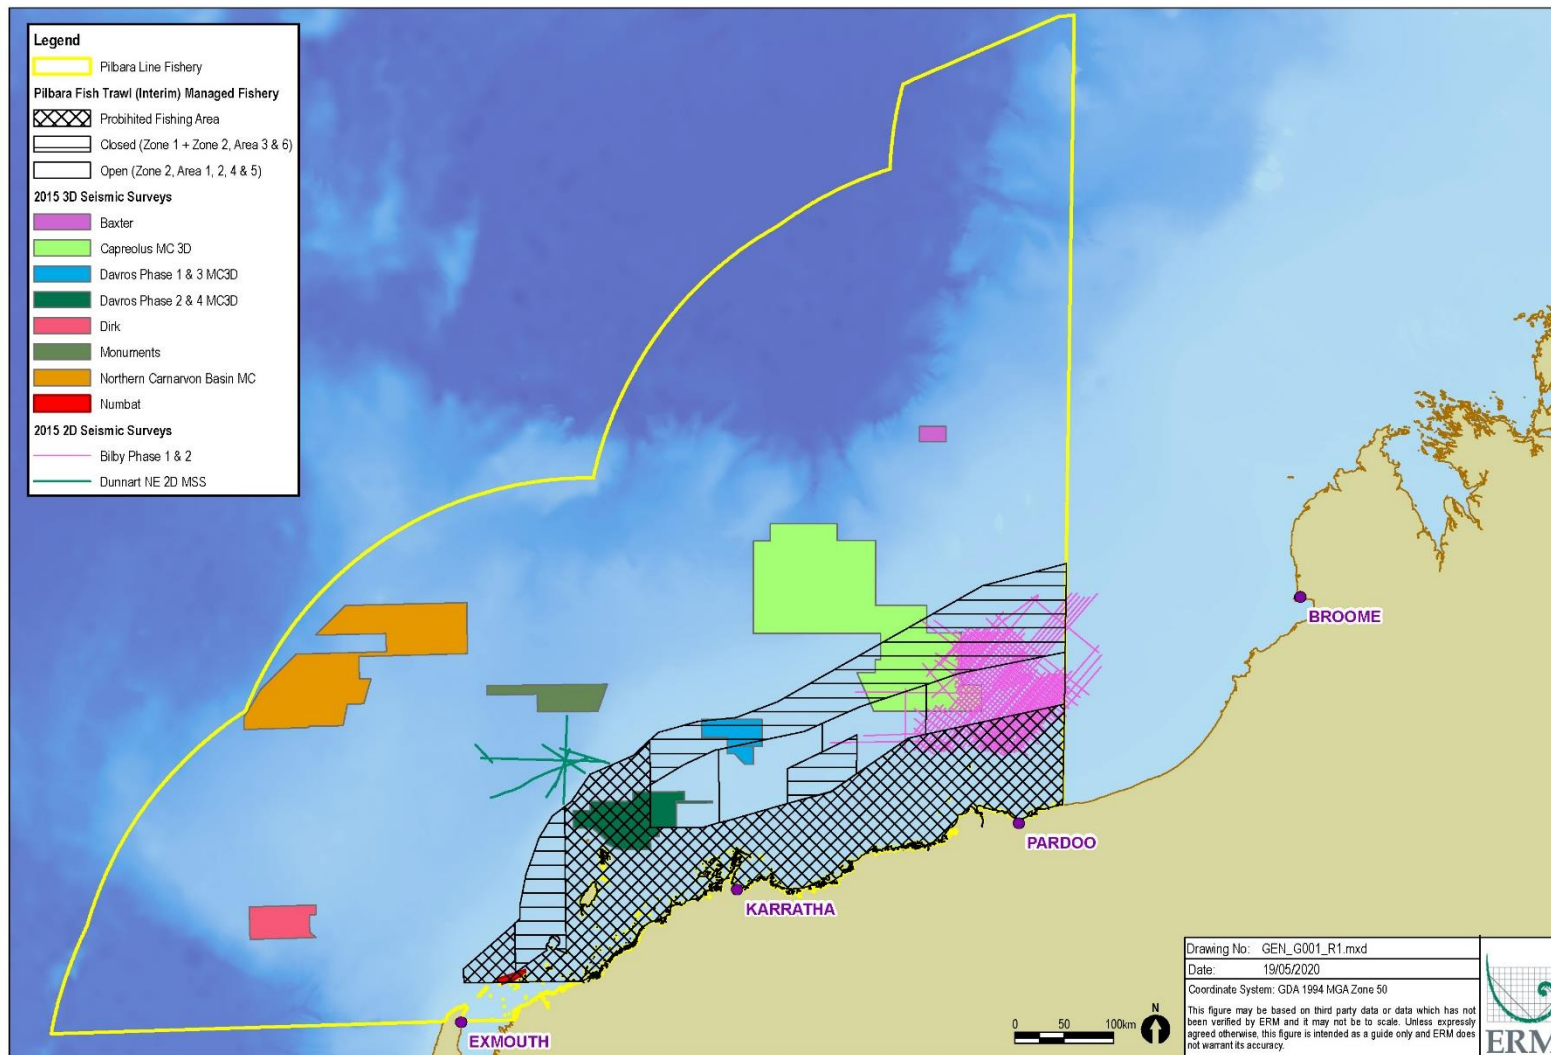 Legend
Pilbara Line Fishery
Pilbara Fish Trawl (Interim) Managed Fishery
Probihited Fishing Area
Closed (Zone 1 + Zone 2, Area 3 & 6)
Open (Zone 2, Area 1, 2, 4 & 5)
2015 3D Seismic Surveys
Baxter
Capreolus MC 3D
Davros Phase 1 & 3 MC3D
Davros Phase 2 & 4 MC3D
Dirk
Monuments
Northern Carnarvon Basin MC
Numbat
2015 2D Seismic Surveys
Bilby Phase 1 & 2
Dunnart NE 2D MSS
BROOME
PARDOO
KARRATHA
EXMOUTH
0 50 100km
N
Drawing No: GEN_G001_R1.mxd
Date: 19/05/2020
Coordinate System: GDA 1994 MGA Zone 50
This figure may be based on third party data or data which has not
been verified by ERM and it may not be to scale. Unless expressly
agreed otherwise, this figure is intended as a guide only and ERM does
not warrant its accuracy.
ERM